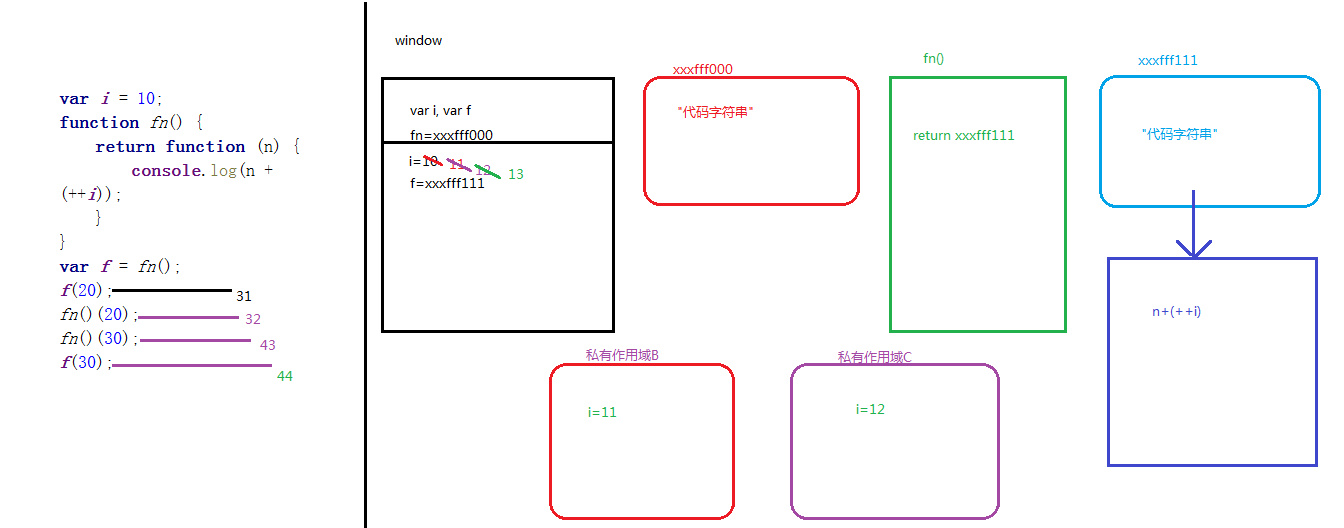 var i = 10;
function fn() {
return function (n) {
console.log(n +
(++i));
}
}
var f = fn();
f(20);
31
fn()(20);
32
fn()(30);
43
f(30);
44
window
var i, var f
fn=xxxfff000
i=10 11 12 13
f=xxxfff111
xxxfff000
"代码字符串"
fn()
return xxxfff111
xxxfff111
"代码字符串"
n+(++i)
私有作用域B
i=11
私有作用域C
i=12